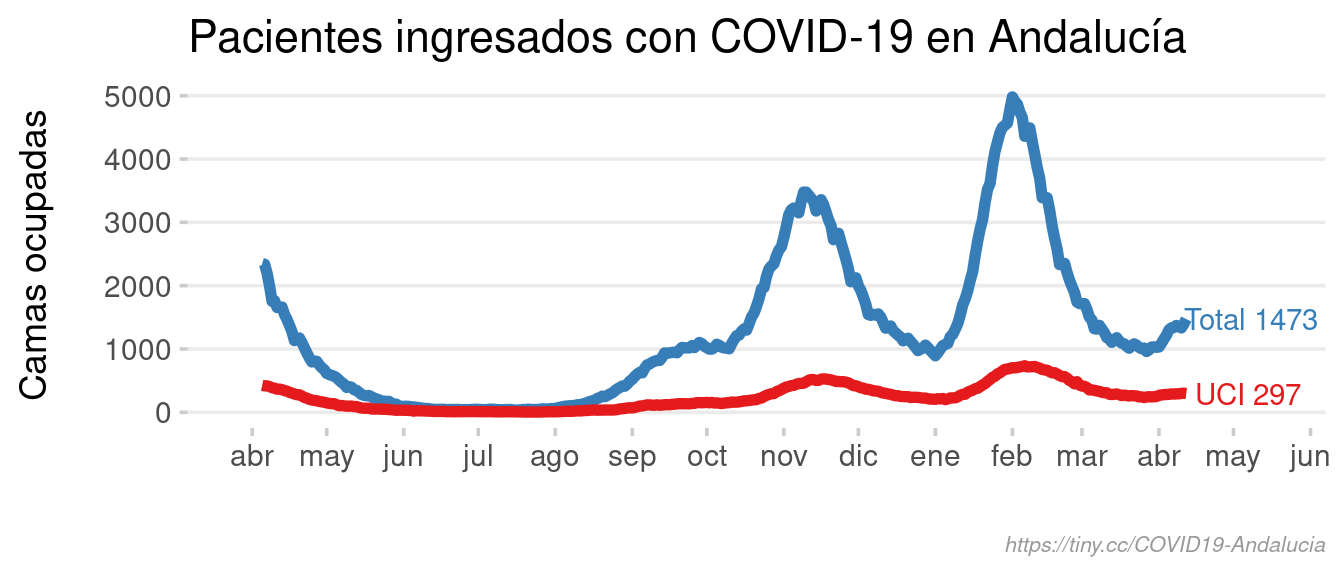 Pacientes ingresados con COVID-19 en Andalucía
Camas ocupadas
5000
4000
3000
2000
1000
0
Total 1473
UCI 297
abr may jun jul ago sep oct nov dic ene feb mar abr may jun
https://tiny.cc/COVID19-Andalucia